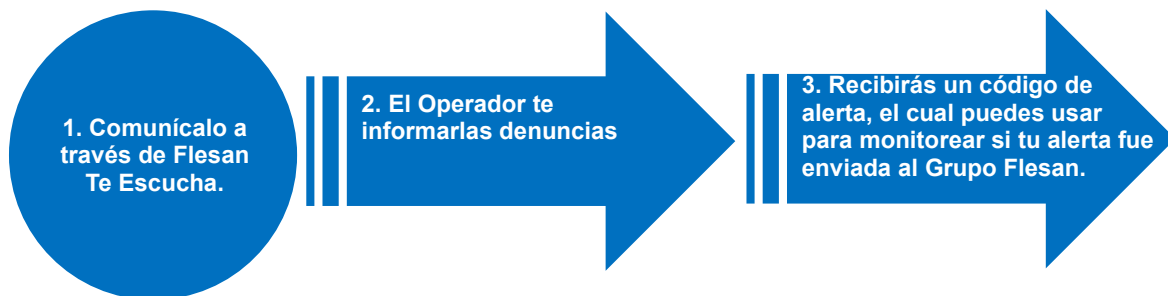 1. Comunícalo a
través de Flesan
Te Escucha.
2. El Operador te
informarlas denuncias
3. Recibirás un código de
alerta, el cual puedes usar
para monitorear si tu alerta fue
enviada al Grupo Flesan.